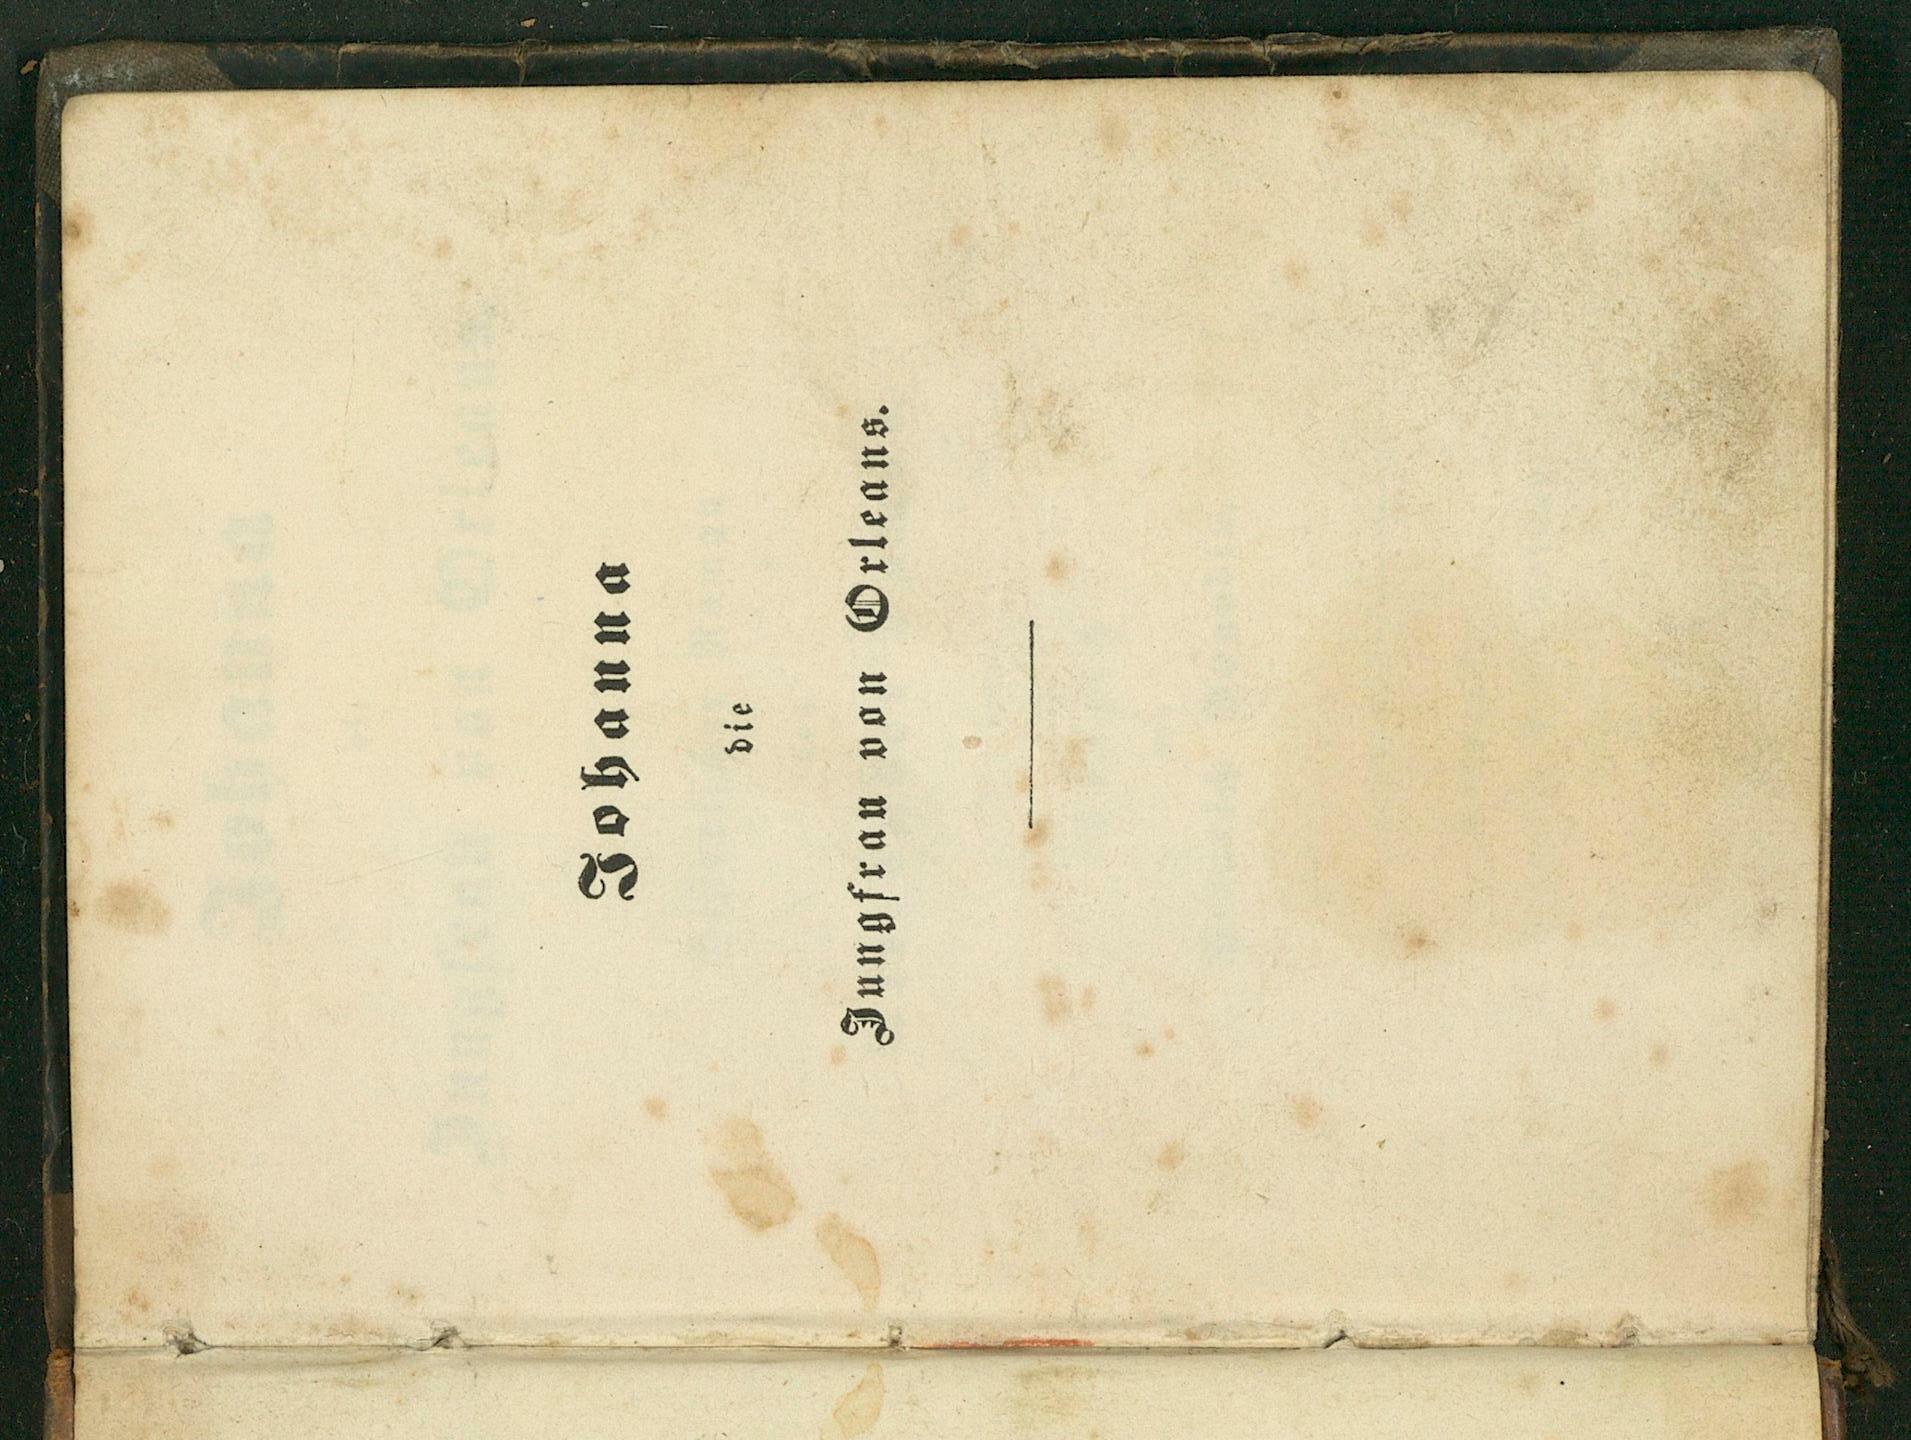 Johanna
die
Jungfrau von Orleans.